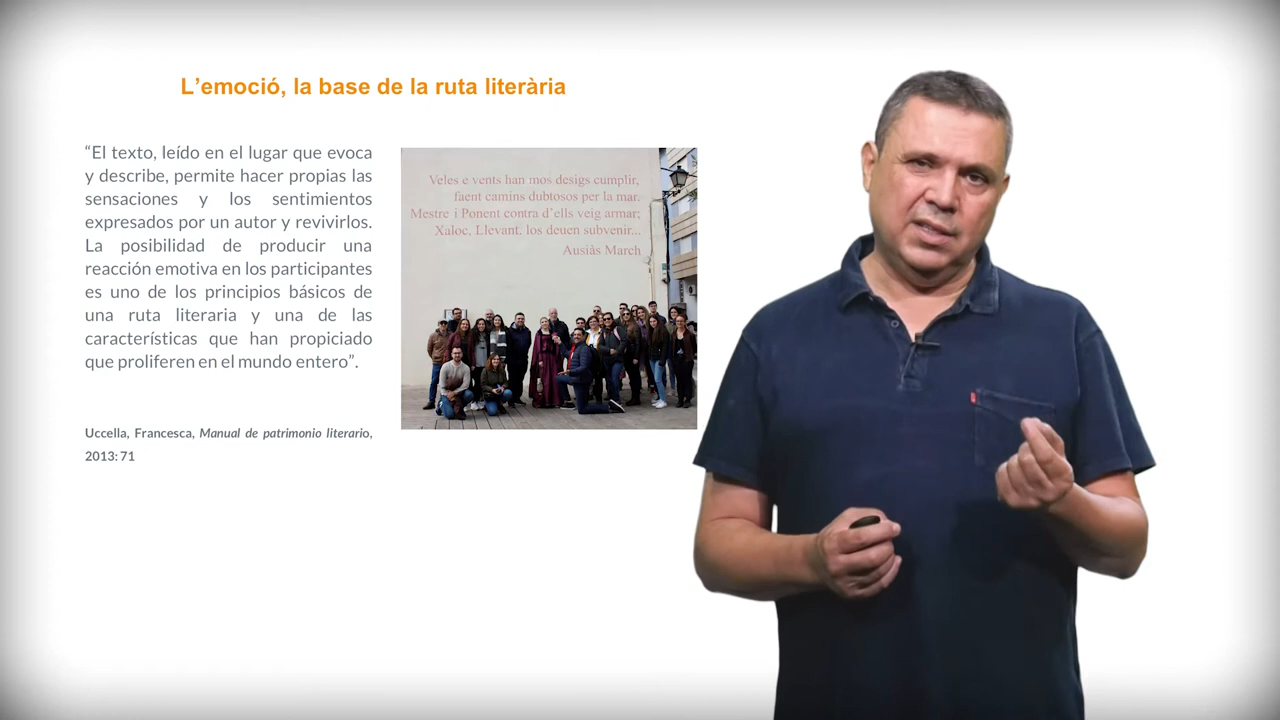 L'emoció, la base de la ruta literària
“El texto, leído en el lugar que evoca
y describe, permite hacer propias las
sensaciones y los sentimientos
expresados por un autor y revivirlos.
La posibilidad de producir una
reacción emotiva en los participantes
es uno de los principios básicos de
una ruta literaria y una de las
características que han propiciado
que proliferen en el mundo entero”.
Uccella, Francesca, Manual de patrimonio literario,
2013: 71
Veles e vents han mos desigs cumplir,
faent camins dubtosos per la mar.
Mestre i Ponent contra d'ells veig armar;
Xaloc, Llevant, los deuen subvenir...
Ausiàs March